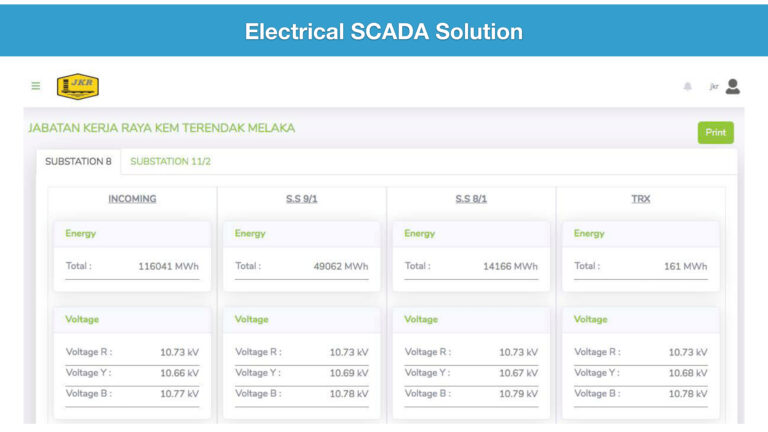 Electrical SCADA Solution
JKR
jkr
JABATAN KERJA RAYA KEM TERENDAK MELAKA
Print
SUBSTATION 8 SUBSTATION 11/2
INCOMING S.S 9/1 S.S 8/1 TRX
Energy Energy Energy Energy
Total : 116041 MWh Total : 49062 MWh Total : 14166 MWh Total : 161 MWh
Voltage Voltage Voltage Voltage
Voltage R : 10.73 kV Voltage R : 10.73 kV Voltage R : 10.73 kV Voltage R : 10.73 kV
Voltage Y : 10.66 kV Voltage Y : 10.69 kV Voltage Y : 10.67 kV Voltage Y : 10.68 kV
Voltage B : 10.77 kV Voltage B : 10.78 kV Voltage B : 10.79 kV Voltage B : 10.78 kV